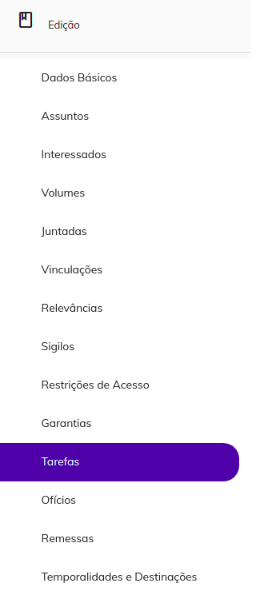 Edição
Dados Básicos
Assuntos
Interessados
Volumes
Juntadas
Vinculações
Relevâncias
Sigilos
Restrições de Acesso
Garantias
Tarefas
Ofícios
Remessas
Temporalidades e Destinações